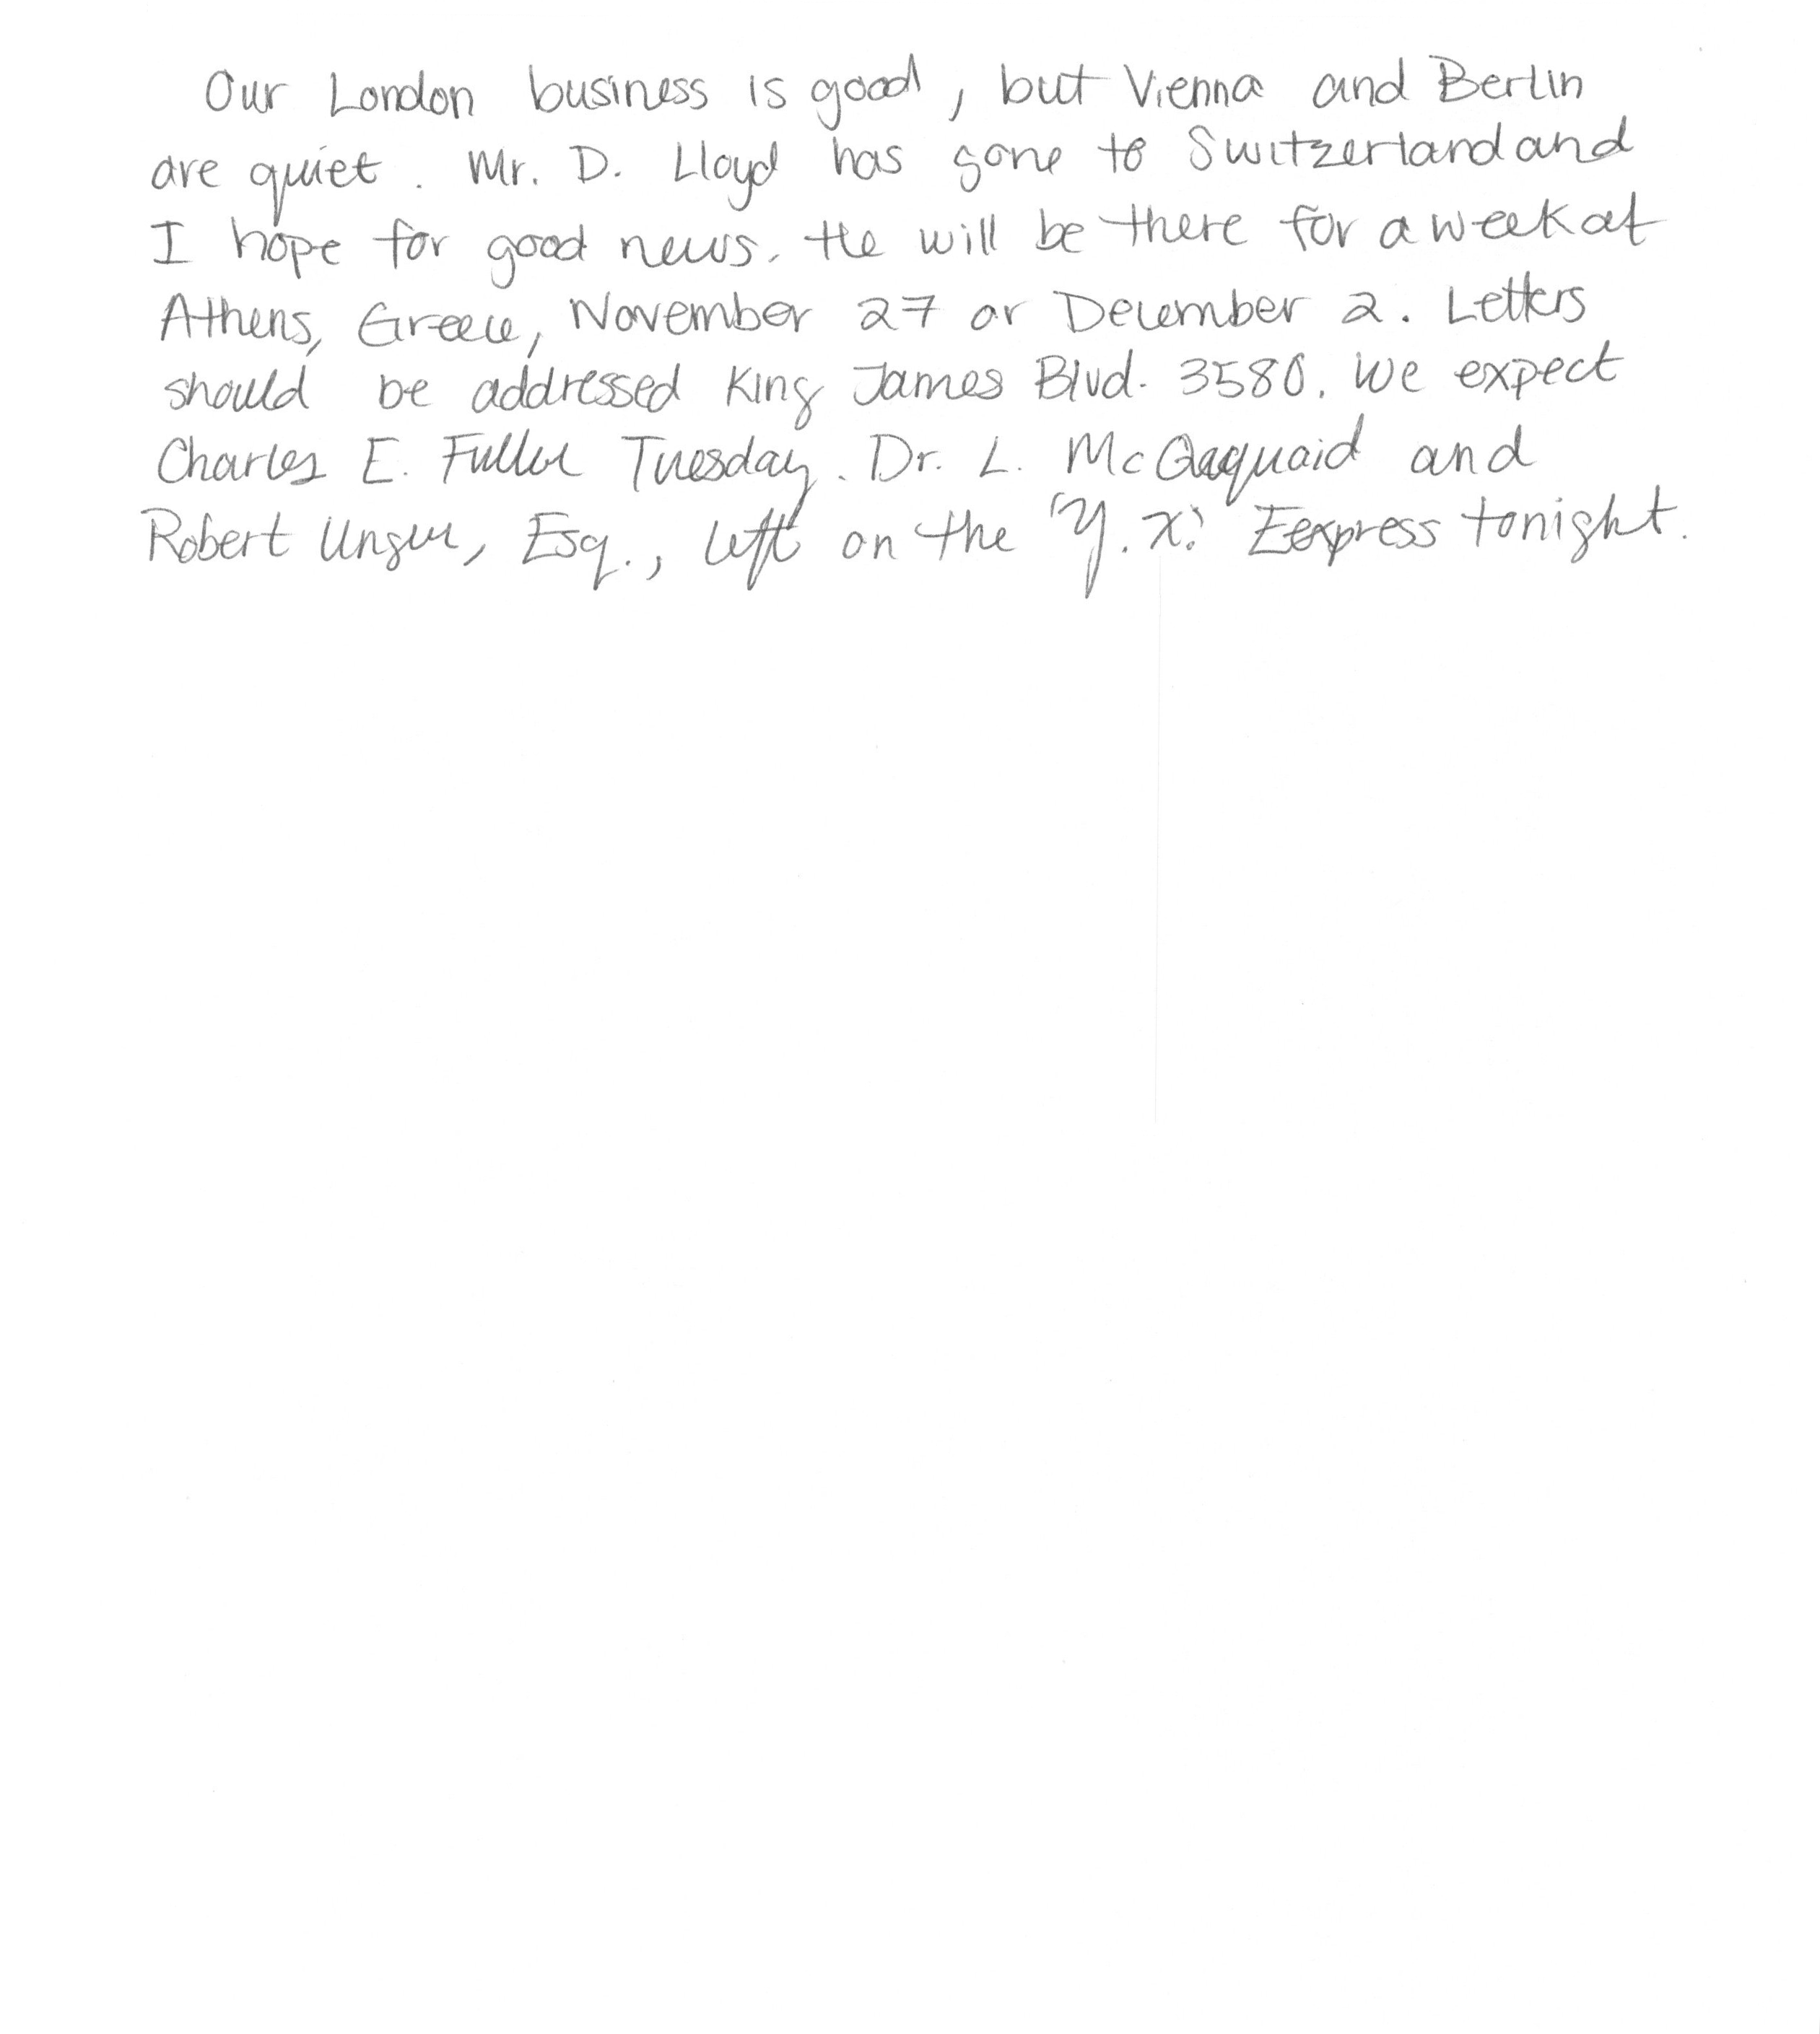 Our London business is good, but Vienna and Berlin
are quiet. Mr. D. Lloyd has gone to Switzerland and
I hope for good news. He will be there for a week at
Athens, Greece, November 27 or December 2. Letters
should be addressed King James Blvd. 3580. We expect
Charles E. Fuller Tuesday. Dr. L. McQuaid and
Robert Unger, Esq., left on the 'Y.X.' Express tonight.